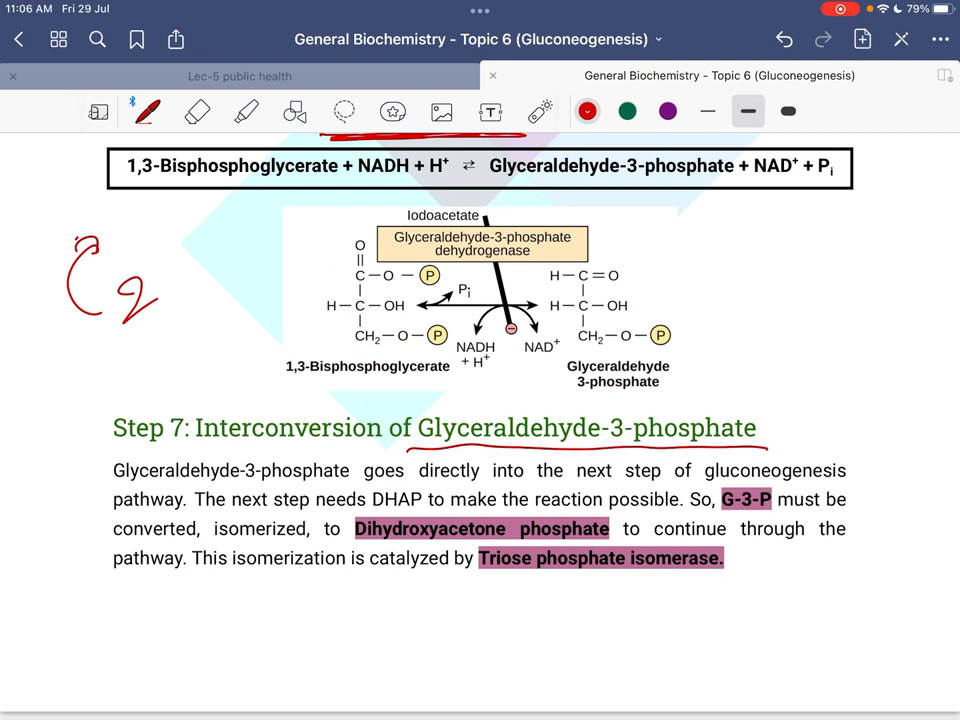 11:06 AM Fri 29 Jul
79%
General Biochemistry - Topic 6 (Gluconeogenesis)
Lec-5 public health
General Biochemistry - Topic 6 (Gluconeogenesis)
1,3-Bisphosphoglycerate + NADH + H⁺ ⇄ Glyceraldehyde-3-phosphate + NAD⁺ + Pᵢ
Iodoacetate
Glyceraldehyde-3-phosphate
dehydrogenase
O
C–O–P
H–C–OH
CH₂–O–P
1,3-Bisphosphoglycerate
Pᵢ
NADH
+ H⁺
NAD⁺
H–C=O
H–C–OH
CH₂–O–P
Glyceraldehyde
3-phosphate
2
Step 7: Interconversion of Glyceraldehyde-3-phosphate
Glyceraldehyde-3-phosphate goes directly into the next step of gluconeogenesis
pathway. The next step needs DHAP to make the reaction possible. So, G-3-P must be
converted, isomerized, to Dihydroxyacetone phosphate to continue through the
pathway. This isomerization is catalyzed by Triose phosphate isomerase.